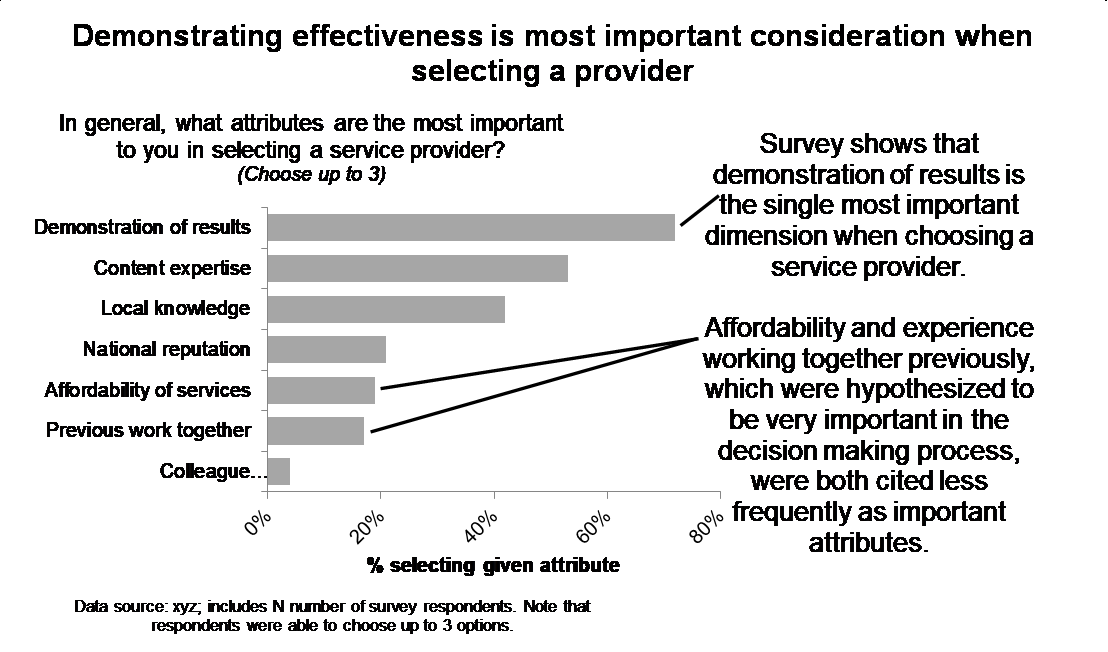 Demonstrating effectiveness is most important consideration when
selecting a provider
In general, what attributes are the most important
to you in selecting a service provider?
(Choose up to 3)
Demonstration of results
Content expertise
Local knowledge
National reputation
Affordability of services
Previous work together
Colleague...
0%
20%
40%
60%
80%
% selecting given attribute
Survey shows that
demonstration of results is
the single most important
dimension when choosing a
service provider.
Affordability and experience
working together previously,
which were hypothesized to
be very important in the
decision making process,
were both cited less
frequently as important
attributes.
Data source: xyz; includes N number of survey respondents. Note that
respondents were able to choose up to 3 options.